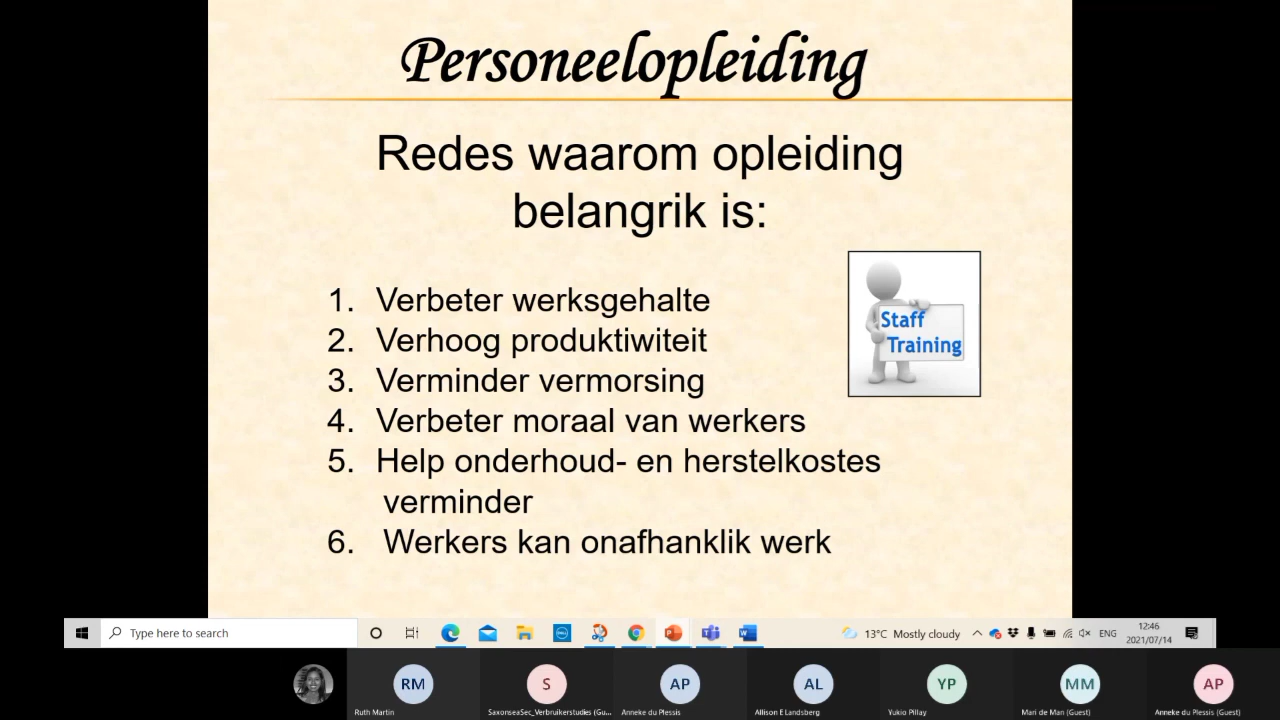 Personeelopleiding
Redes waarom opleiding
belangrik is:
1. Verbeter werksgehalte
2. Verhoog produktiwiteit
3. Verminder vermorsing
4. Verbeter moraal van werkers
5. Help onderhoud- en herstelkostes
verminder
6. Werkers kan onafhanklik werk
Staff
Training
Type here to search
13°C Mostly cloudy
ENG
12:46
2021/07/14
RM
S
AP
AL
YP
MM
AP
Ruth Martin
SaxonseaSec_Verbruikerstudies (Gu...
Anneke du Plessis
Allison E Landsberg
Yukio Pillay
Mari de Man (Guest)
Anneke du Plessis (Guest)